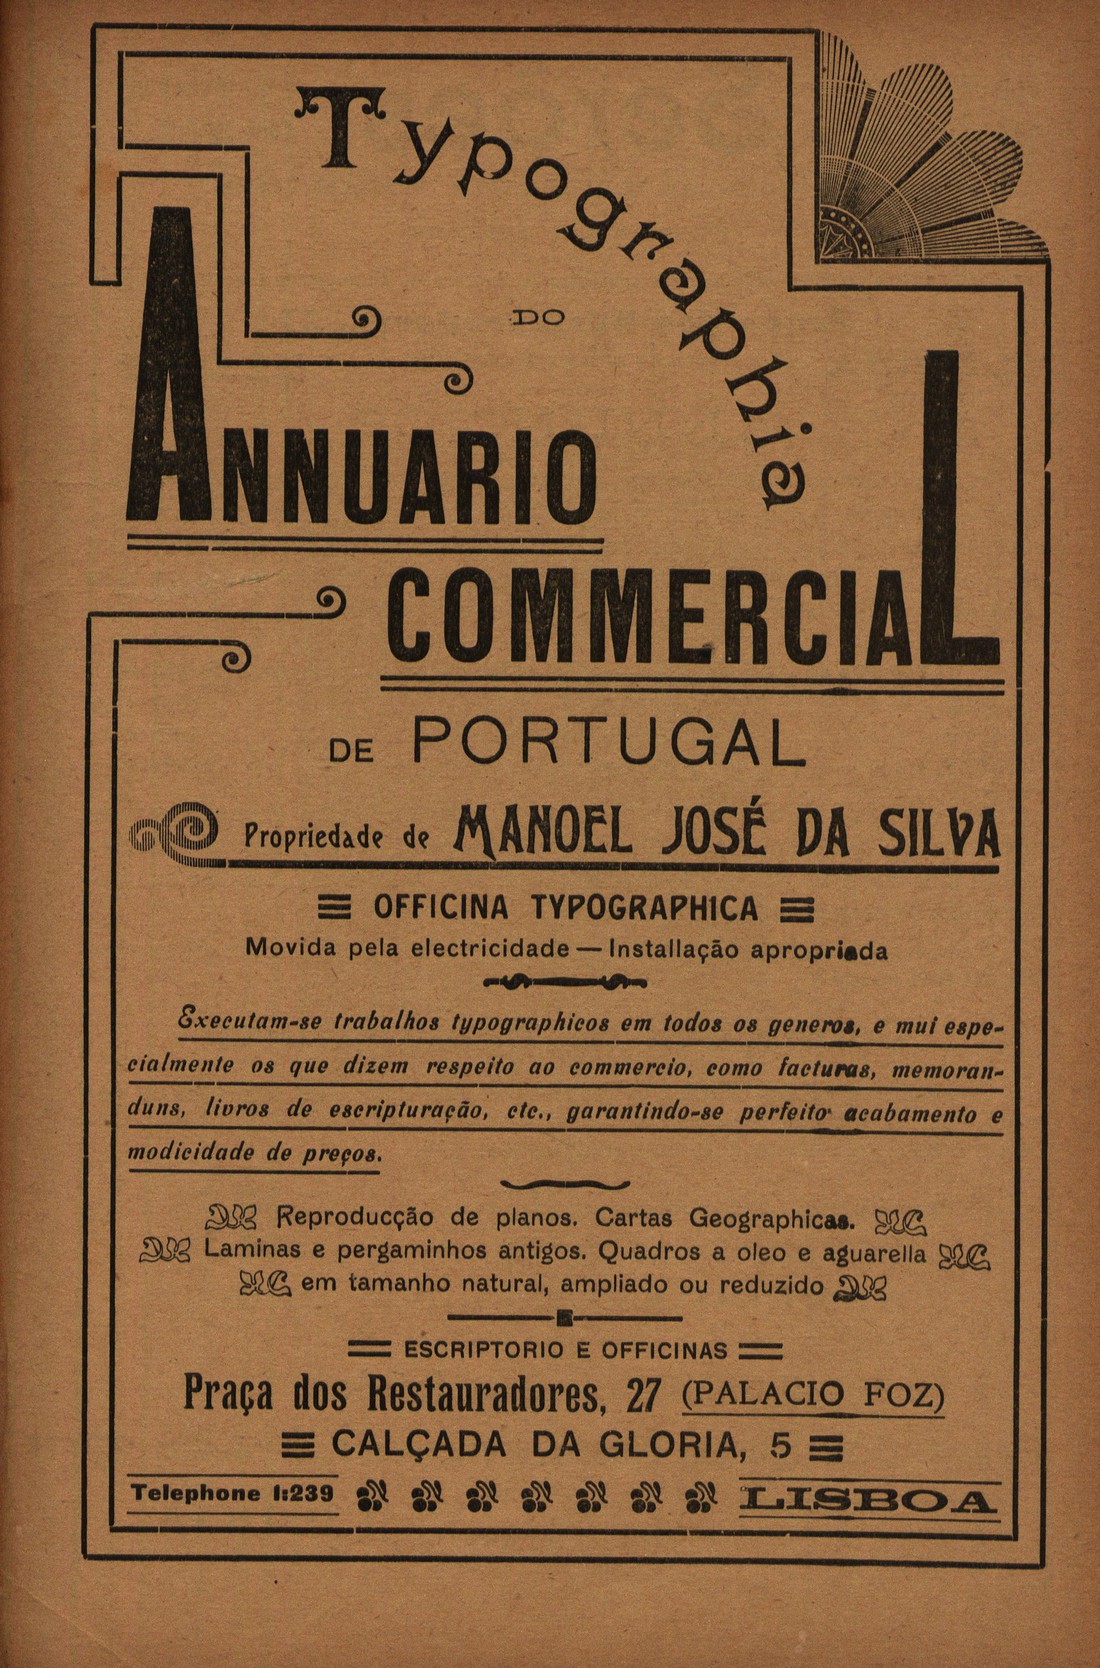 Typographia
DO
ANNUARIO
COMMERCIAL
DE PORTUGAL
Propriedade de MANOEL JOSÉ DA SILVA
OFFICINA TYPOGRAPHICA
Movida pela electricidade — Installação apropriada
Executam-se trabalhos typographicos em todos os generos, e mui espe-
cialmente os que dizem respeito ao commercio, como facturas, memoran-
duns, livros de escripturação, etc., garantindo-se perfeito acabamento e
modicidade de preços.
Reproducção de planos. Cartas Geographicas.
Laminas e pergaminhos antigos. Quadros a oleo e aguarella
em tamanho natural, ampliado ou reduzido
ESCRIPTORIO E OFFICINAS
Praça dos Restauradores, 27 (PALACIO FOZ)
CALÇADA DA GLORIA, 5
Telephone 1:239 LISBOA